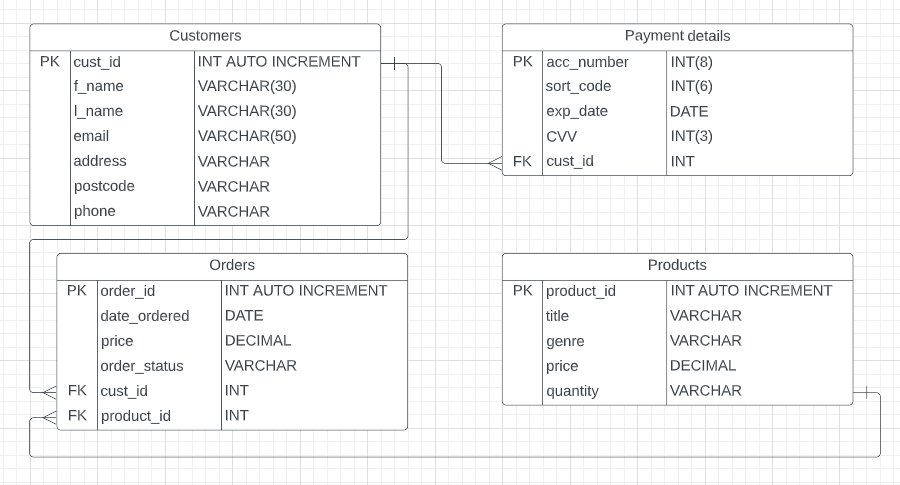 Customers
PK cust_id INT AUTO INCREMENT
f_name VARCHAR(30)
l_name VARCHAR(30)
email VARCHAR(50)
address VARCHAR
postcode VARCHAR
phone VARCHAR
Payment details
PK acc_number INT(8)
sort_code INT(6)
exp_date DATE
CVV INT(3)
FK cust_id INT
Orders
PK order_id INT AUTO INCREMENT
date_ordered DATE
price DECIMAL
order_status VARCHAR
FK cust_id INT
FK product_id INT
Products
PK product_id INT AUTO INCREMENT
title VARCHAR
genre VARCHAR
price DECIMAL
quantity VARCHAR